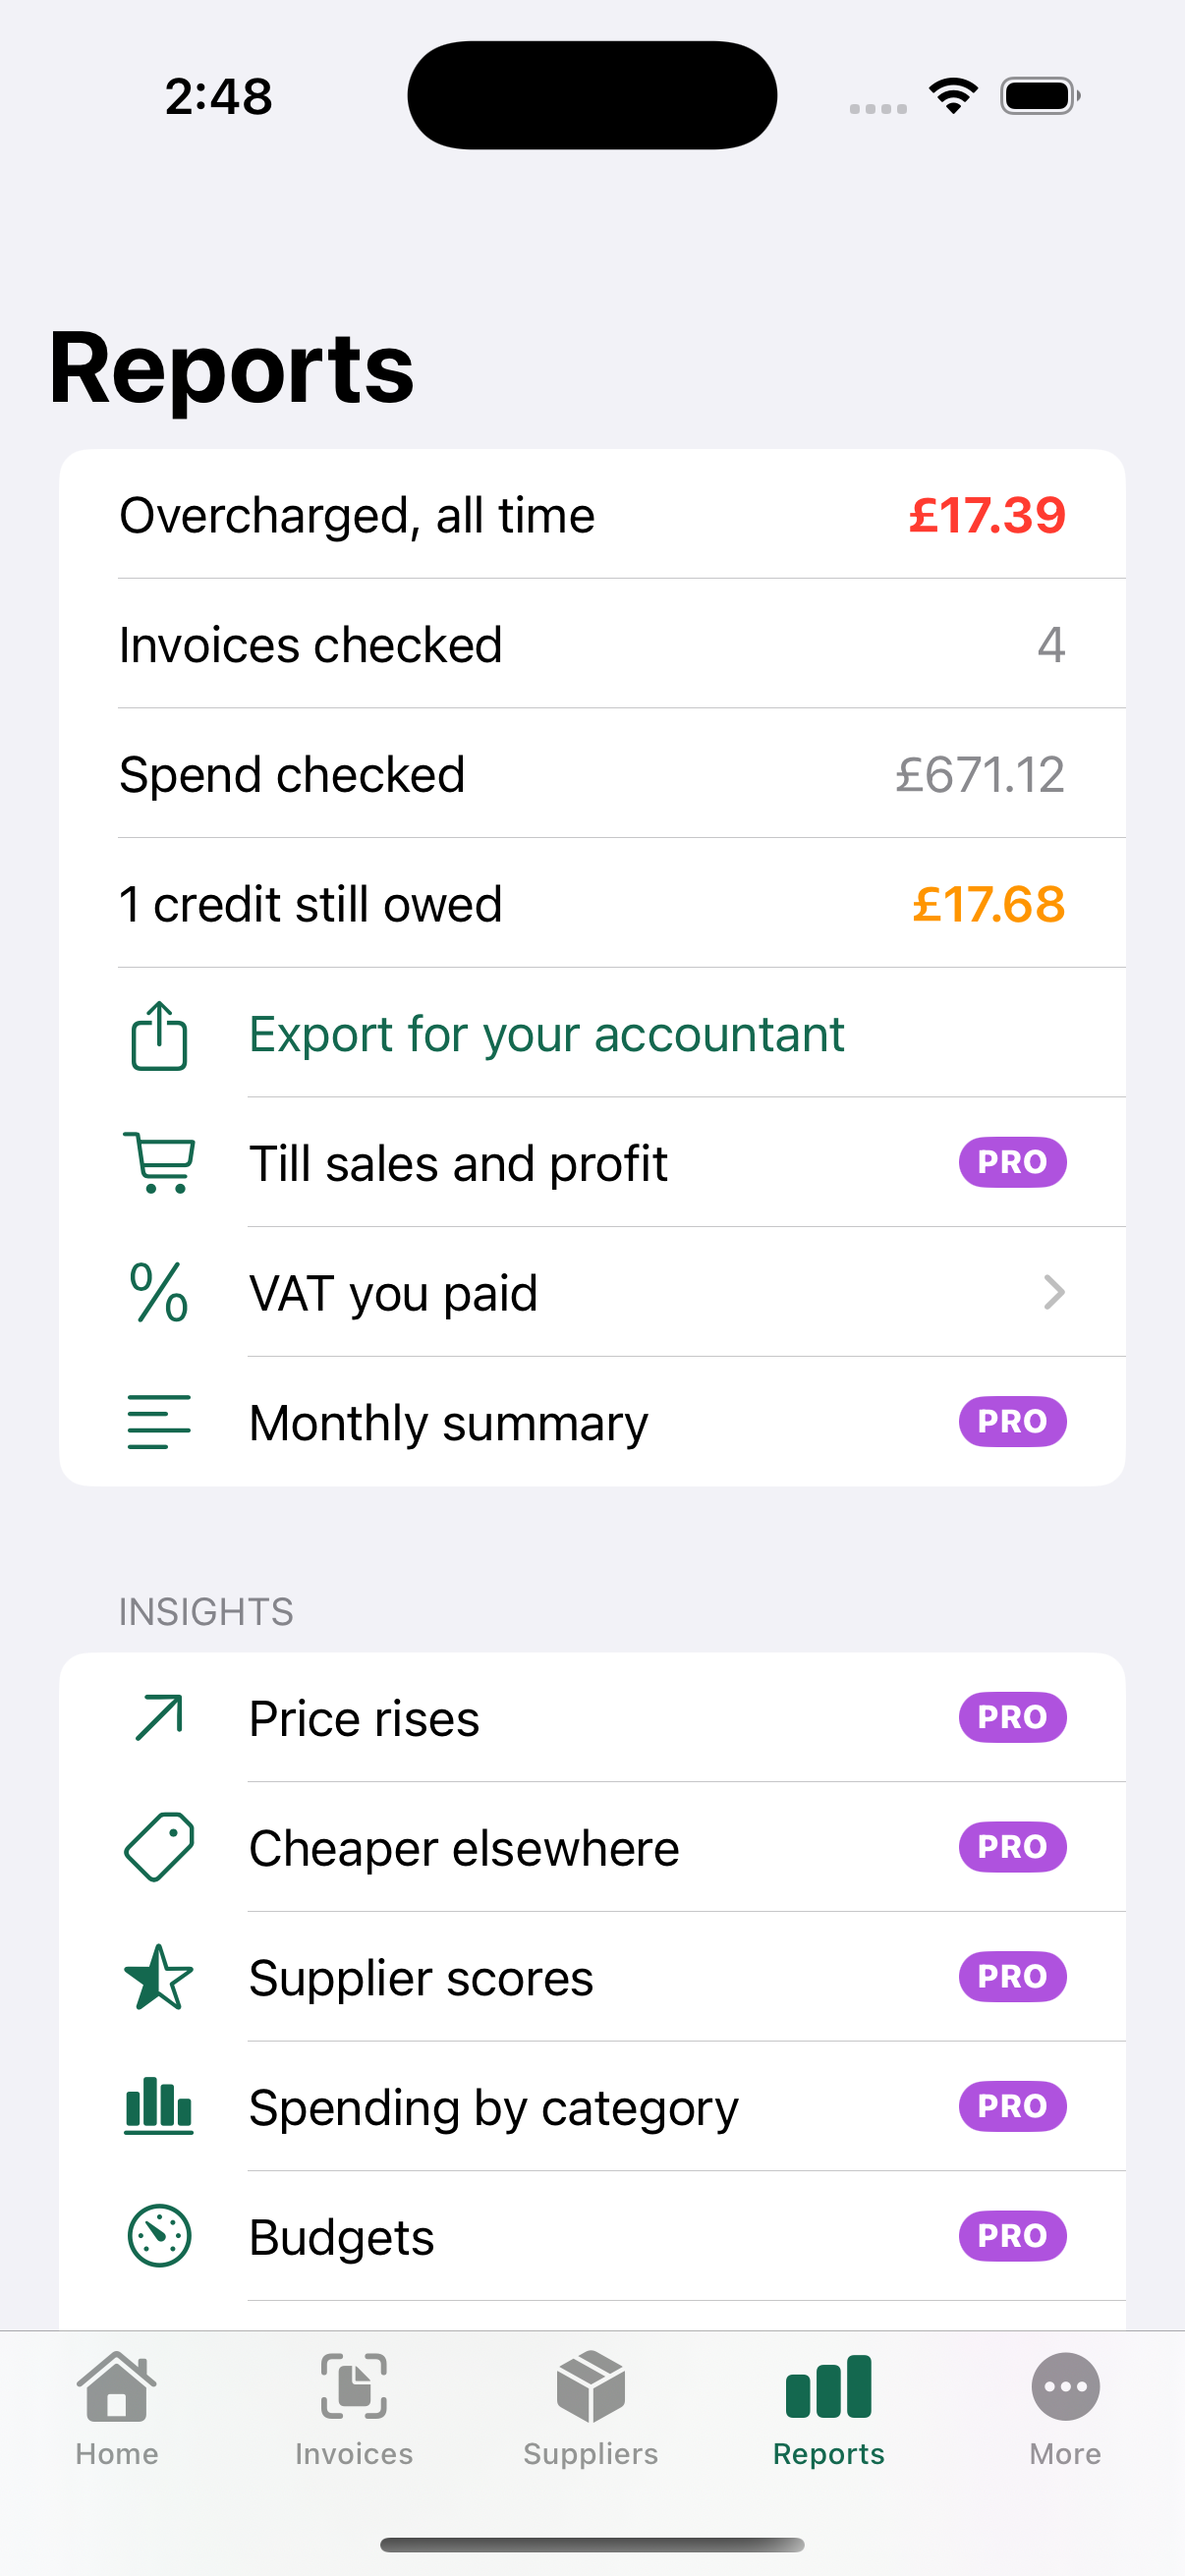 2:48
Reports
Overcharged, all time £17.39
Invoices checked 4
Spend checked £671.12
1 credit still owed £17.68
Export for your accountant
Till sales and profit PRO
VAT you paid
Monthly summary PRO
INSIGHTS
Price rises PRO
Cheaper elsewhere PRO
Supplier scores PRO
Spending by category PRO
Budgets PRO
Home Invoices Suppliers Reports More